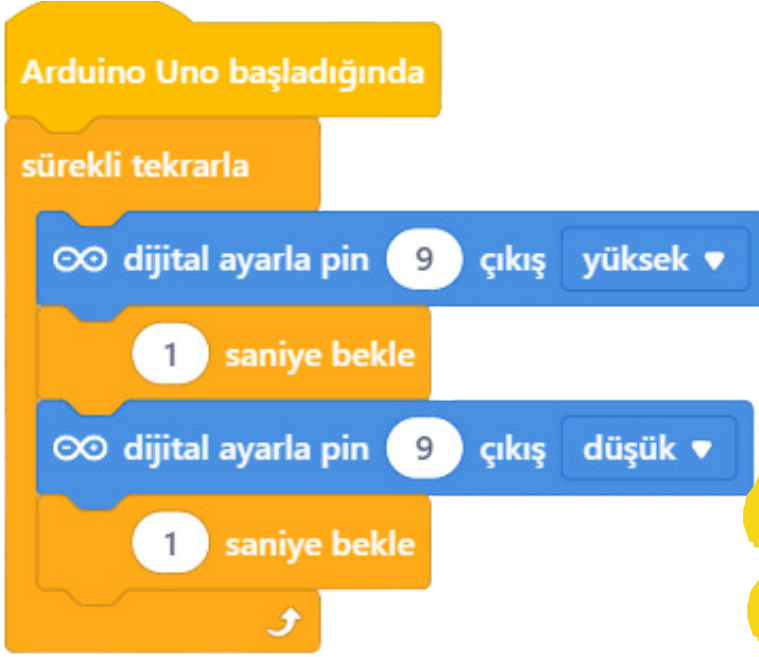 Arduino Uno başladığında
sürekli tekrarla
dijital ayarla pin 9 çıkış yüksek
1 saniye bekle
dijital ayarla pin 9 çıkış düşük
1 saniye bekle